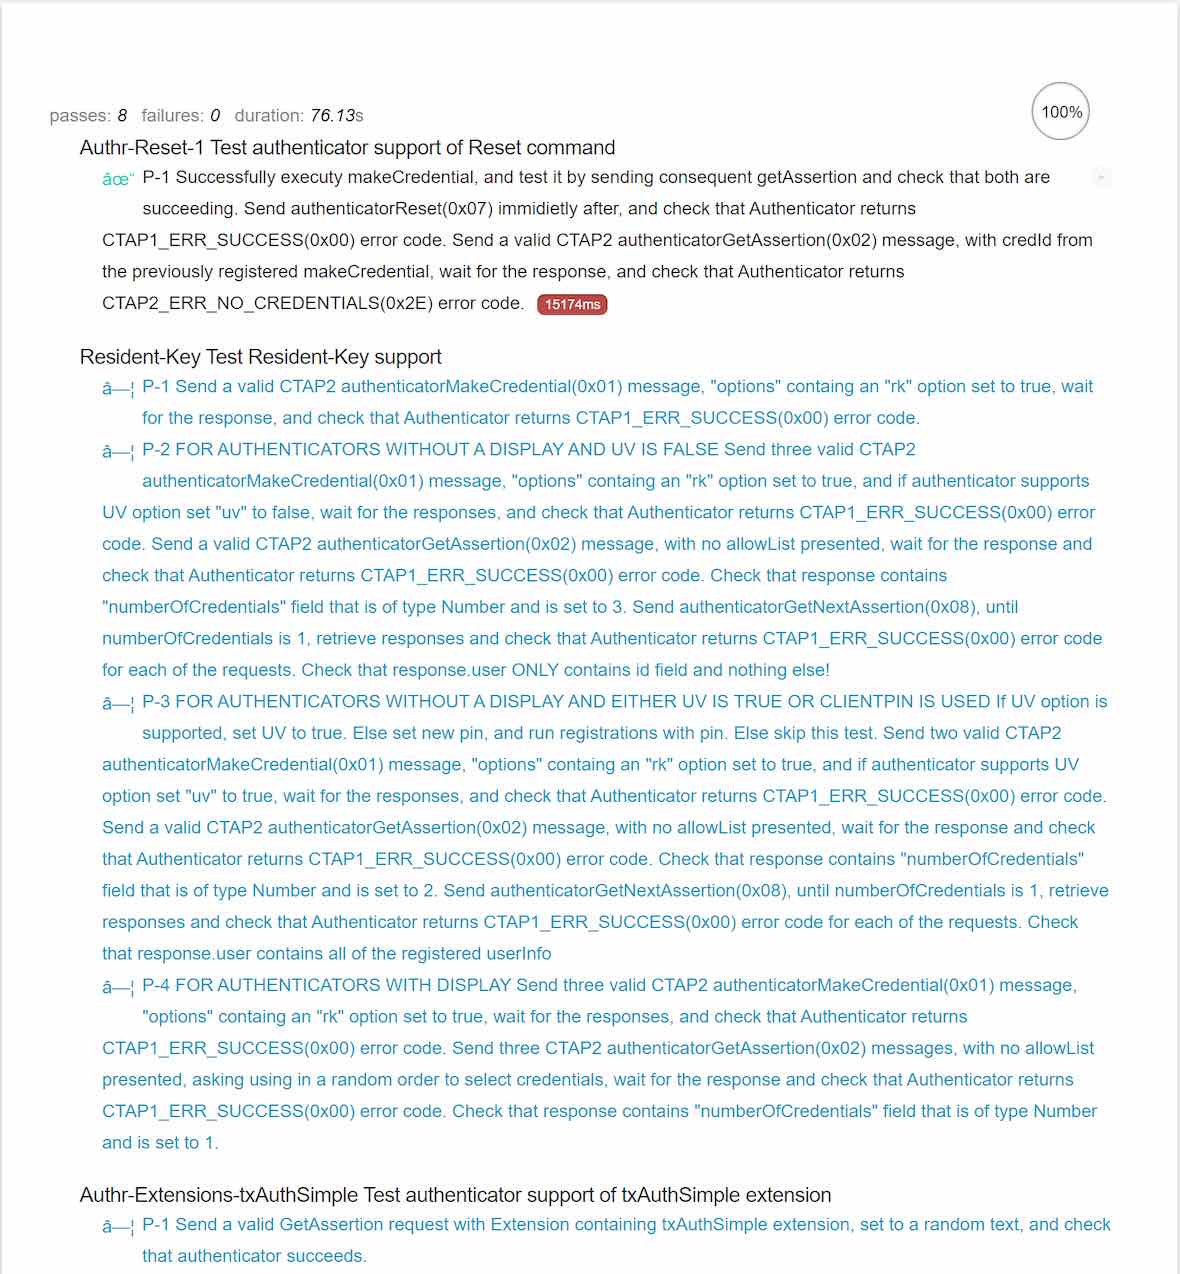 passes: 8 failures: 0 duration: 76.13s
100%
Authr-Reset-1 Test authenticator support of Reset command
âœ“ P-1 Successfully executy makeCredential, and test it by sending consequent getAssertion and check that both are
succeeding. Send authenticatorReset(0x07) immidietly after, and check that Authenticator returns
CTAP1_ERR_SUCCESS(0x00) error code. Send a valid CTAP2 authenticatorGetAssertion(0x02) message, with credId from
the previously registered makeCredential, wait for the response, and check that Authenticator returns
CTAP2_ERR_NO_CREDENTIALS(0x2E) error code. 15174ms
Resident-Key Test Resident-Key support
â—¦ P-1 Send a valid CTAP2 authenticatorMakeCredential(0x01) message, "options" containg an "rk" option set to true, wait
for the response, and check that Authenticator returns CTAP1_ERR_SUCCESS(0x00) error code.
â—¦ P-2 FOR AUTHENTICATORS WITHOUT A DISPLAY AND UV IS FALSE Send three valid CTAP2
authenticatorMakeCredential(0x01) message, "options" containg an "rk" option set to true, and if authenticator supports
UV option set "uv" to false, wait for the responses, and check that Authenticator returns CTAP1_ERR_SUCCESS(0x00) error
code. Send a valid CTAP2 authenticatorGetAssertion(0x02) message, with no allowList presented, wait for the response and
check that Authenticator returns CTAP1_ERR_SUCCESS(0x00) error code. Check that response contains
"numberOfCredentials" field that is of type Number and is set to 3. Send authenticatorGetNextAssertion(0x08), until
numberOfCredentials is 1, retrieve responses and check that Authenticator returns CTAP1_ERR_SUCCESS(0x00) error code
for each of the requests. Check that response.user ONLY contains id field and nothing else!
â—¦ P-3 FOR AUTHENTICATORS WITHOUT A DISPLAY AND EITHER UV IS TRUE OR CLIENTPIN IS USED If UV option is
supported, set UV to true. Else set new pin, and run registrations with pin. Else skip this test. Send two valid CTAP2
authenticatorMakeCredential(0x01) message, "options" containg an "rk" option set to true, and if authenticator supports UV
option set "uv" to true, wait for the responses, and check that Authenticator returns CTAP1_ERR_SUCCESS(0x00) error code.
Send a valid CTAP2 authenticatorGetAssertion(0x02) message, with no allowList presented, wait for the response and check
that Authenticator returns CTAP1_ERR_SUCCESS(0x00) error code. Check that response contains "numberOfCredentials"
field that is of type Number and is set to 2. Send authenticatorGetNextAssertion(0x08), until numberOfCredentials is 1, retrieve
responses and check that Authenticator returns CTAP1_ERR_SUCCESS(0x00) error code for each of the requests. Check
that response.user contains all of the registered userInfo
â—¦ P-4 FOR AUTHENTICATORS WITH DISPLAY Send three valid CTAP2 authenticatorMakeCredential(0x01) message,
"options" containg an "rk" option set to true, wait for the responses, and check that Authenticator returns
CTAP1_ERR_SUCCESS(0x00) error code. Send three CTAP2 authenticatorGetAssertion(0x02) messages, with no allowList
presented, asking using in a random order to select credentials, wait for the response and check that Authenticator returns
CTAP1_ERR_SUCCESS(0x00) error code. Check that response contains "numberOfCredentials" field that is of type Number
and is set to 1.
Authr-Extensions-txAuthSimple Test authenticator support of txAuthSimple extension
â—¦ P-1 Send a valid GetAssertion request with Extension containing txAuthSimple extension, set to a random text, and check
that authenticator succeeds.